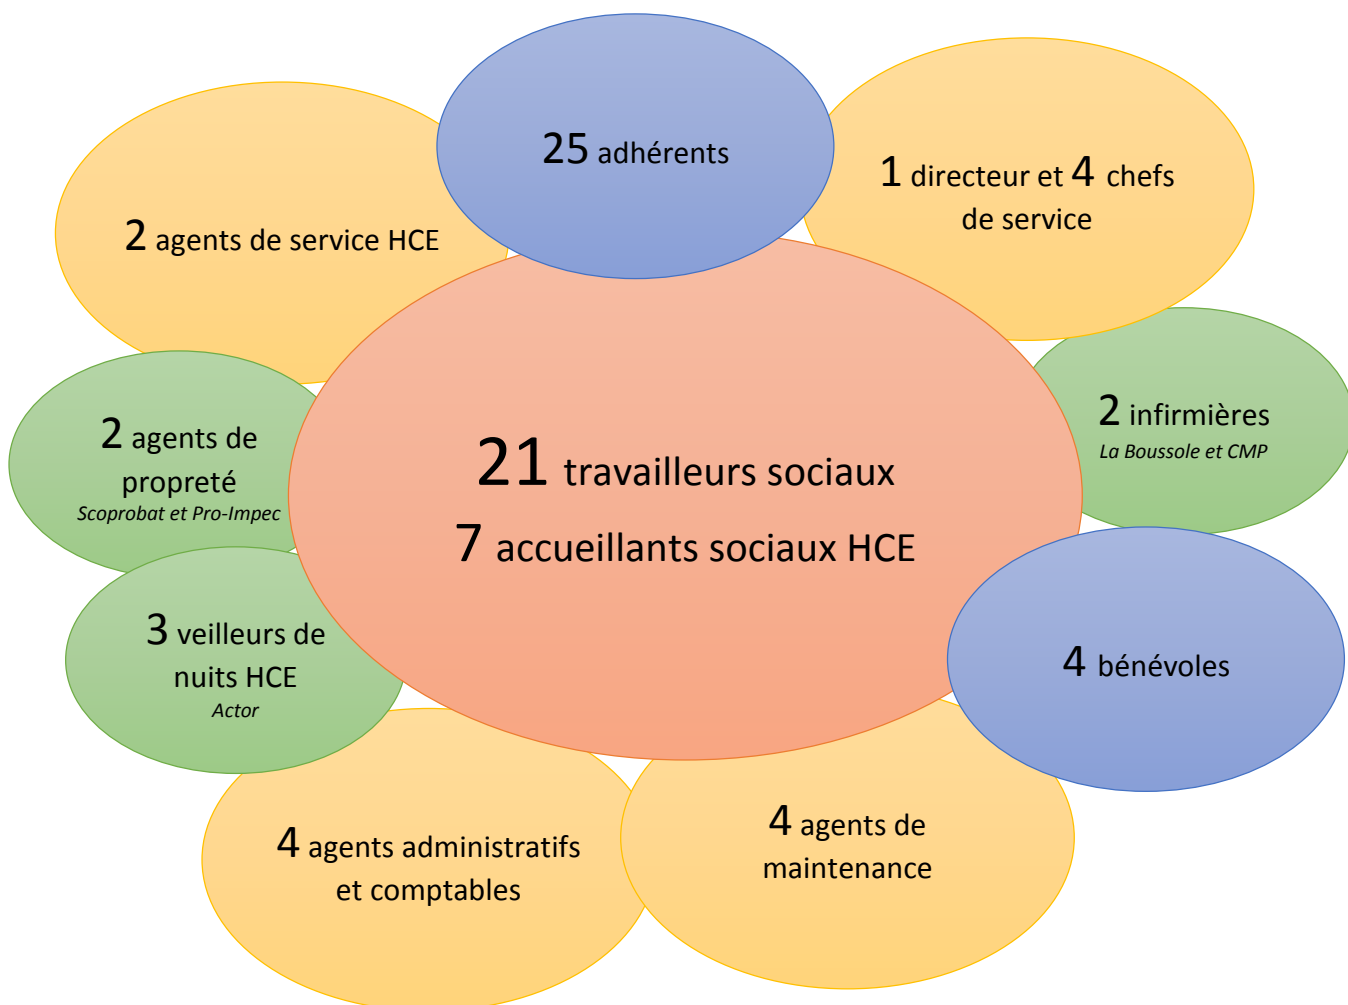 25 adhérents
1 directeur et 4 chefs
de service
2 agents de service HCE
2 infirmières
La Boussole et CMP
2 agents de
propreté
Scoprobat et Pro-Impec
21 travailleurs sociaux
7 accueillants sociaux HCE
3 veilleurs de
nuits HCE
Actor
4 bénévoles
4 agents administratifs
et comptables
4 agents de
maintenance